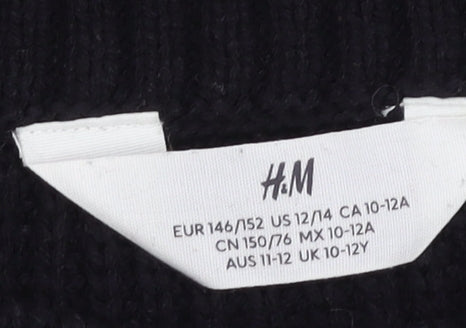 H&M
EUR 146/152 US 12/14 CA 10-12A
CN 150/76 MX 10-12A
AUS 11-12 UK 10-12Y